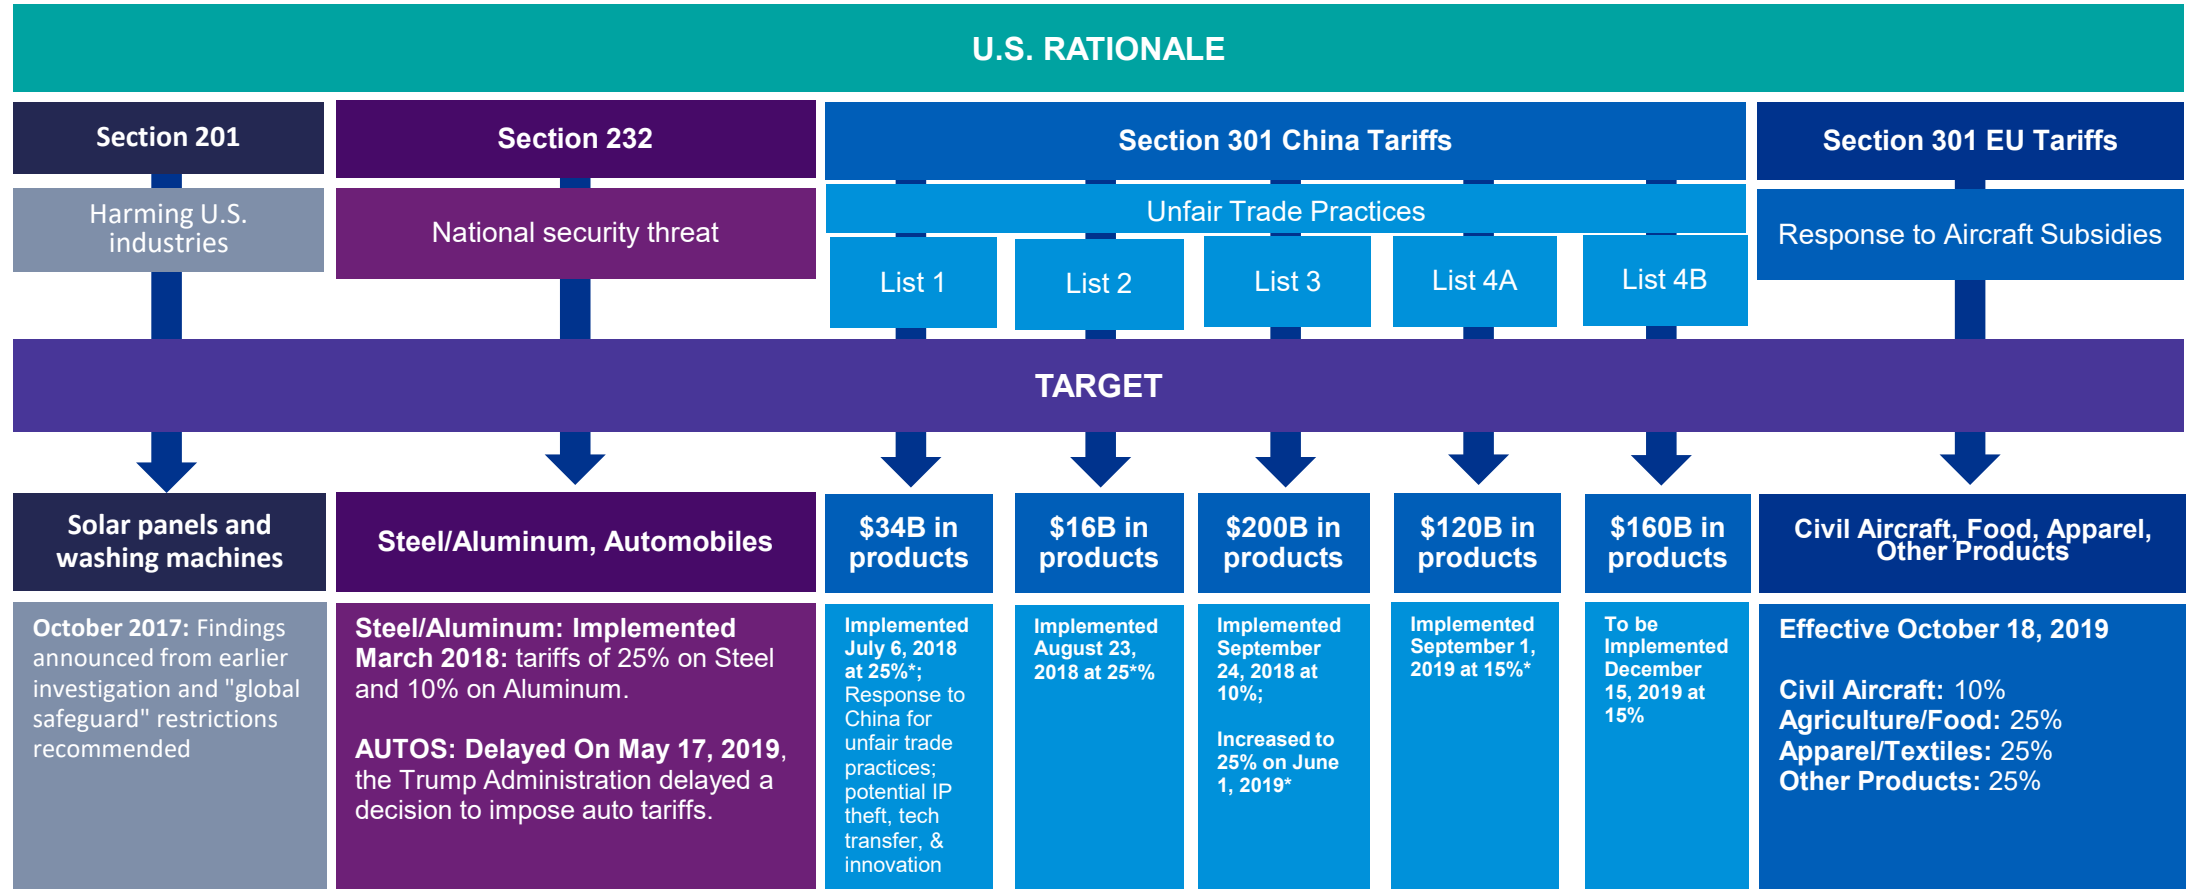 U.S. RATIONALE
Section 201
Harming U.S.
industries
Section 232
National security threat
Section 301 China Tariffs
Unfair Trade Practices
List 1
List 2
List 3
List 4A
List 4B
Section 301 EU Tariffs
Response to Aircraft Subsidies
TARGET
Solar panels and
washing machines
October 2017: Findings
announced from earlier
investigation and "global
safeguard" restrictions
recommended
Steel/Aluminum, Automobiles
Steel/Aluminum: Implemented
March 2018: tariffs of 25% on Steel
and 10% on Aluminum.
AUTOS: Delayed On May 17, 2019,
the Trump Administration delayed a
decision to impose auto tariffs.
$34B in
products
Implemented
July 6, 2018
at 25%*;
Response to
China for
unfair trade
practices;
potential IP
theft, tech
transfer, &
innovation
$16B in
products
Implemented
August 23,
2018 at 25*%
$200B in
products
Implemented
September
24, 2018 at
10%;
Increased to
25% on June
1, 2019*
$120B in
products
Implemented
September 1,
2019 at 15%*
$160B in
products
To be
Implemented
December
15, 2019 at
15%
Civil Aircraft, Food, Apparel,
Other Products
Effective October 18, 2019
Civil Aircraft: 10%
Agriculture/Food: 25%
Apparel/Textiles: 25%
Other Products: 25%